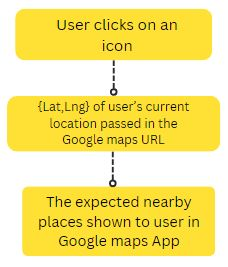 User clicks on an
icon
{Lat,Lng} of user's current
location passed in the
Google maps URL
The expected nearby
places shown to user in
Google maps App